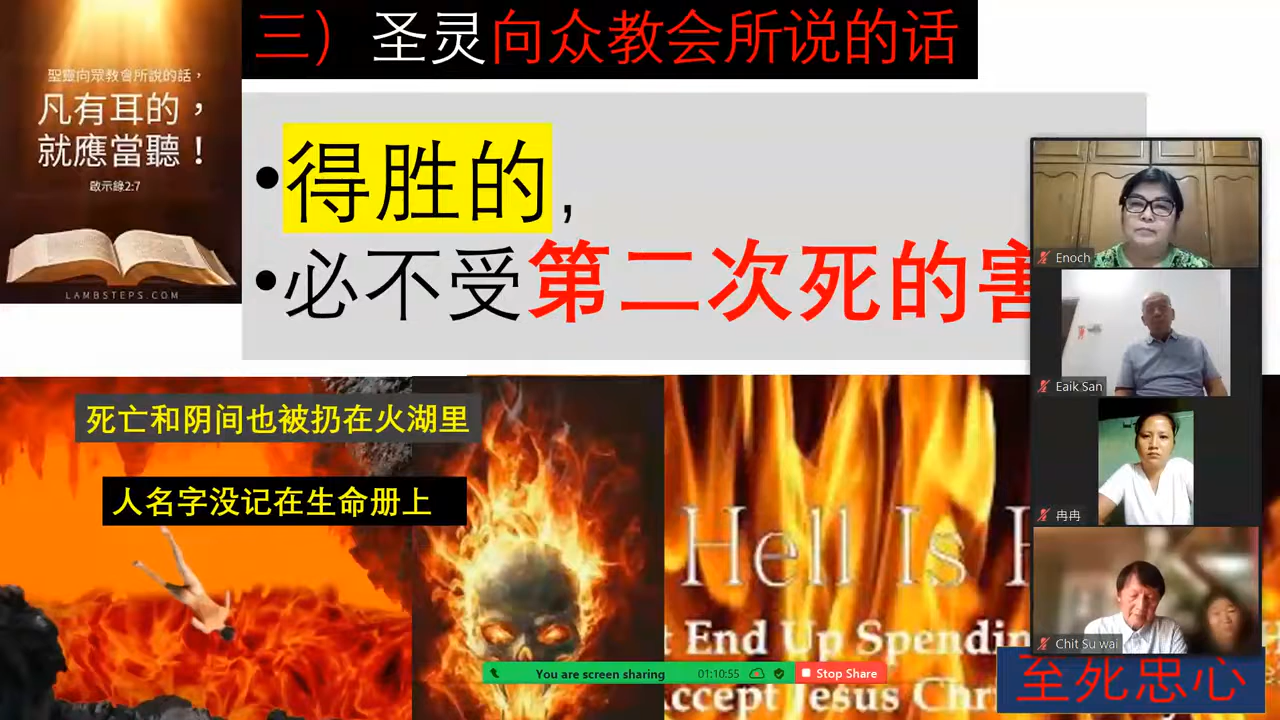 三）圣灵向众教会所说的话
聖靈向眾教會所說的話，
凡有耳的，
就應當聽！
啟示錄2:7
LAMBSTEPS.COM
•得胜的,
•必不受第二次死的害
死亡和阴间也被扔在火湖里
人名字没记在生命册上
Hell Is
End Up Spendin
ccept Jesus Chr
Enoch
Eaik San
冉冉
Chit Su wai
You are screen sharing
01:10:55
Stop Share
至死忠心